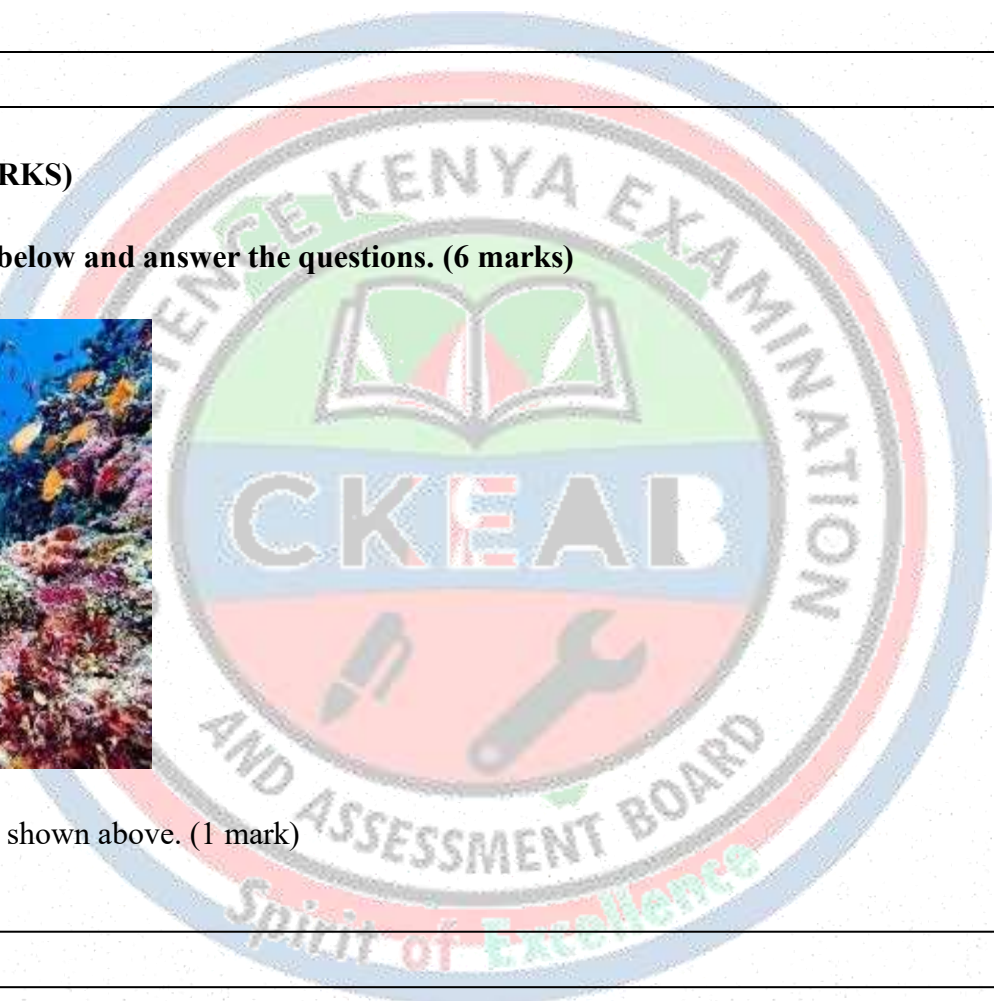 RKS)
below and answer the questions. (6 marks)
KENYA EXAMINATION
CKEAB
AND ASSESSMENT BOARD
shown above. (1 mark)
Spirit of Excellence